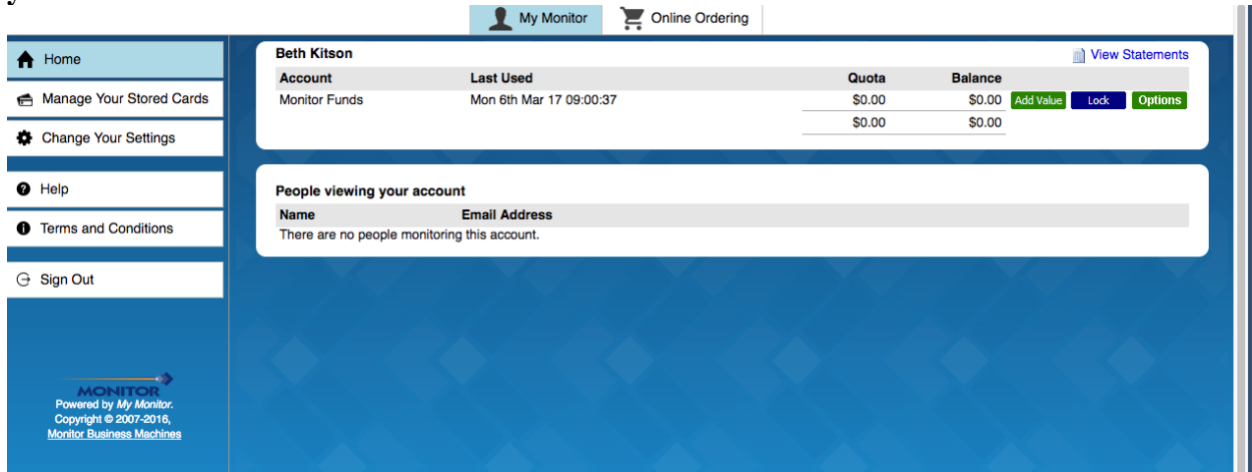 My Monitor Online Ordering
Home
Manage Your Stored Cards
Change Your Settings
Help
Terms and Conditions
Sign Out
MONITOR
Powered by My Monitor.
Copyright © 2007-2016,
Monitor Business Machines
Beth Kitson View Statements
Account Last Used Quota Balance
Monitor Funds Mon 6th Mar 17 09:00:37 $0.00 $0.00 Add Value Lock Options
$0.00 $0.00
People viewing your account
Name Email Address
There are no people monitoring this account.